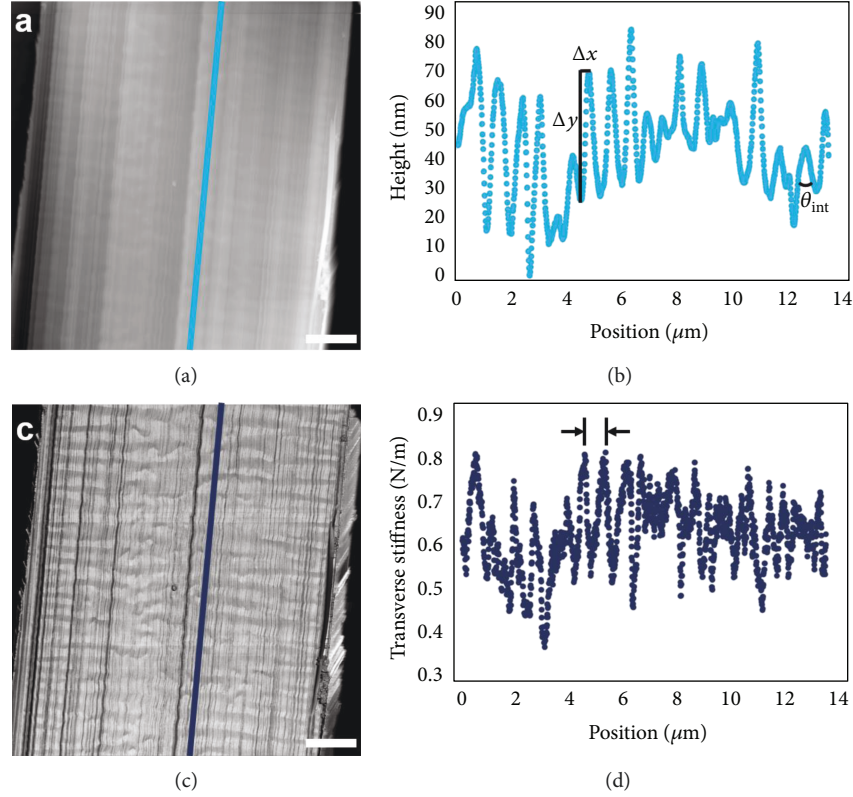 a
90
80
70
60
50
40
30
20
10
0
Height (nm)
Δx
Δy
θint
0 2 4 6 8 10 12 14
Position (μm)
(a)
(b)
c
0.9
0.8
0.7
0.6
0.5
0.4
0.3
Transverse stiffness (N/m)
0 2 4 6 8 10 12 14
Position (μm)
(c)
(d)